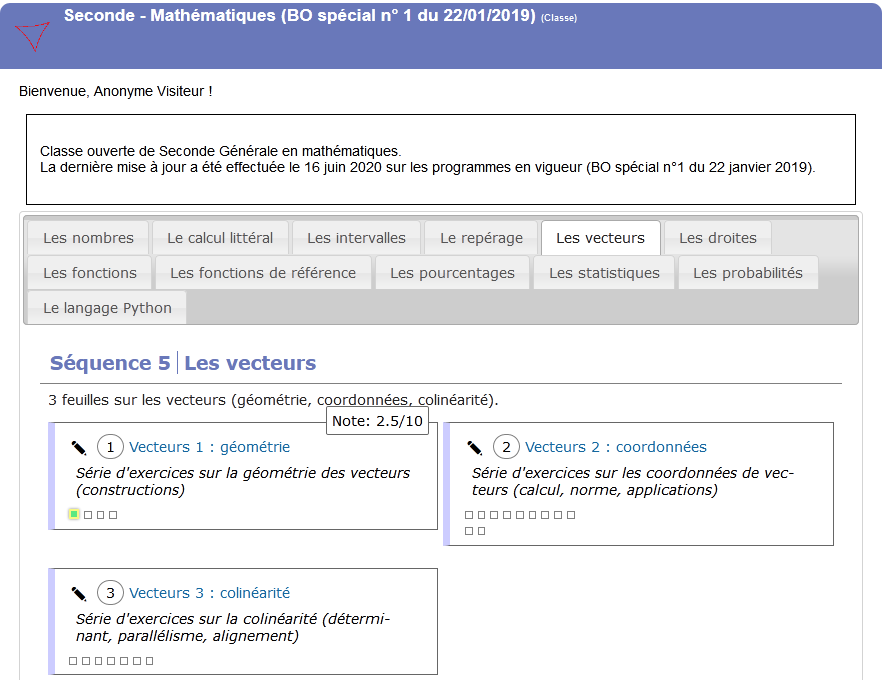 Seconde - Mathématiques (BO spécial n° 1 du 22/01/2019) (Classe)
Bienvenue, Anonyme Visiteur !
Classe ouverte de Seconde Générale en mathématiques.
La dernière mise à jour a été effectuée le 16 juin 2020 sur les programmes en vigueur (BO spécial n°1 du 22 janvier 2019).
Les nombres Le calcul littéral Les intervalles Le repérage Les vecteurs Les droites
Les fonctions Les fonctions de référence Les pourcentages Les statistiques Les probabilités
Le langage Python
Séquence 5 Les vecteurs
3 feuilles sur les vecteurs (géométrie, coordonnées, colinéarité).
Note: 2.5/10
1 Vecteurs 1 : géométrie
Série d'exercices sur la géométrie des vecteurs
(constructions)
2 Vecteurs 2 : coordonnées
Série d'exercices sur les coordonnées de vec-
teurs (calcul, norme, applications)
3 Vecteurs 3 : colinéarité
Série d'exercices sur la colinéarité (détermi-
nant, parallélisme, alignement)